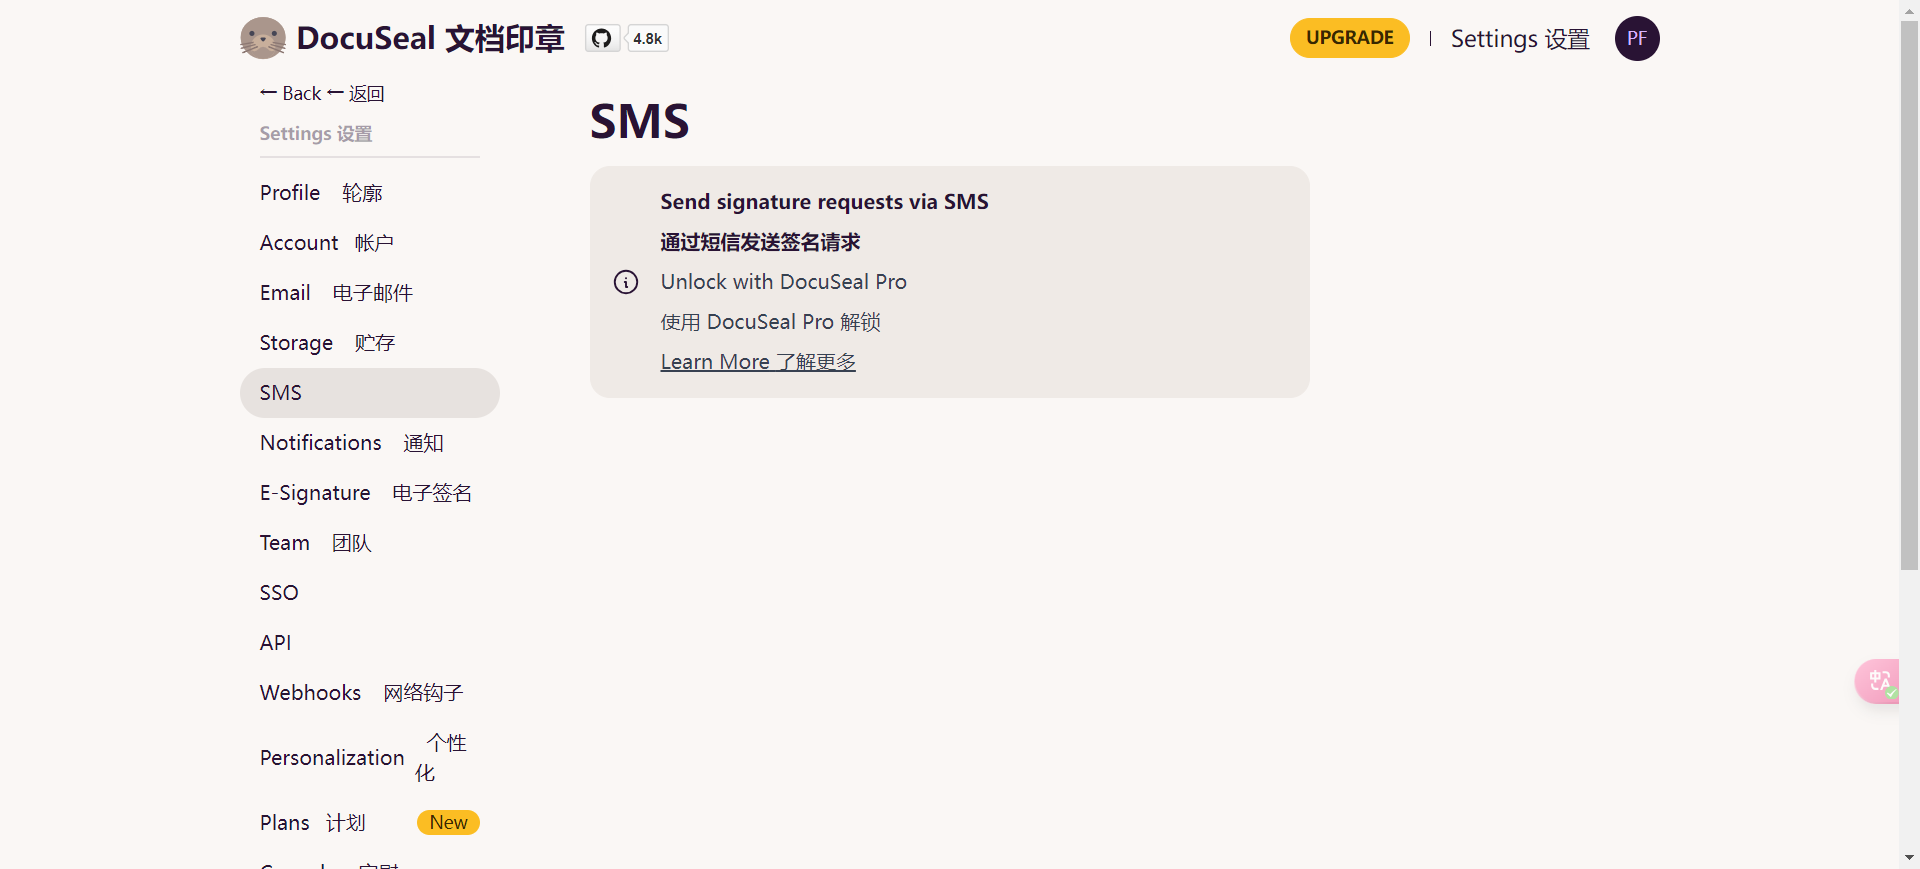 DocuSeal 文档印章
4.8k
UPGRADE
Settings 设置
PF
← Back ← 返回
Settings 设置
Profile 轮廓
Account 帐户
Email 电子邮件
Storage 贮存
SMS
Notifications 通知
E-Signature 电子签名
Team 团队
SSO
API
Webhooks 网络钩子
Personalization 个性
化
Plans 计划
New
SMS
Send signature requests via SMS
通过短信发送签名请求
Unlock with DocuSeal Pro
使用 DocuSeal Pro 解锁
Learn More 了解更多